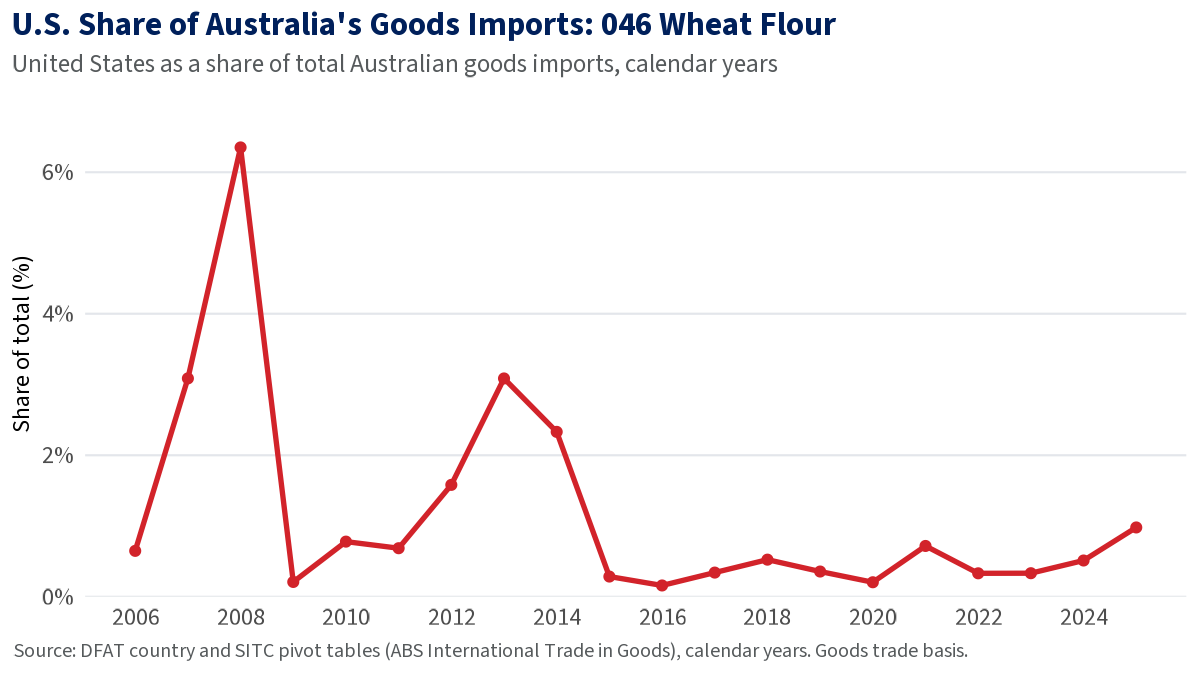 U.S. Share of Australia's Goods Imports: 046 Wheat Flour
United States as a share of total Australian goods imports, calendar years
Share of total (%)
6%
4%
2%
0%
2006 2008 2010 2012 2014 2016 2018 2020 2022 2024
Source: DFAT country and SITC pivot tables (ABS International Trade in Goods), calendar years. Goods trade basis.